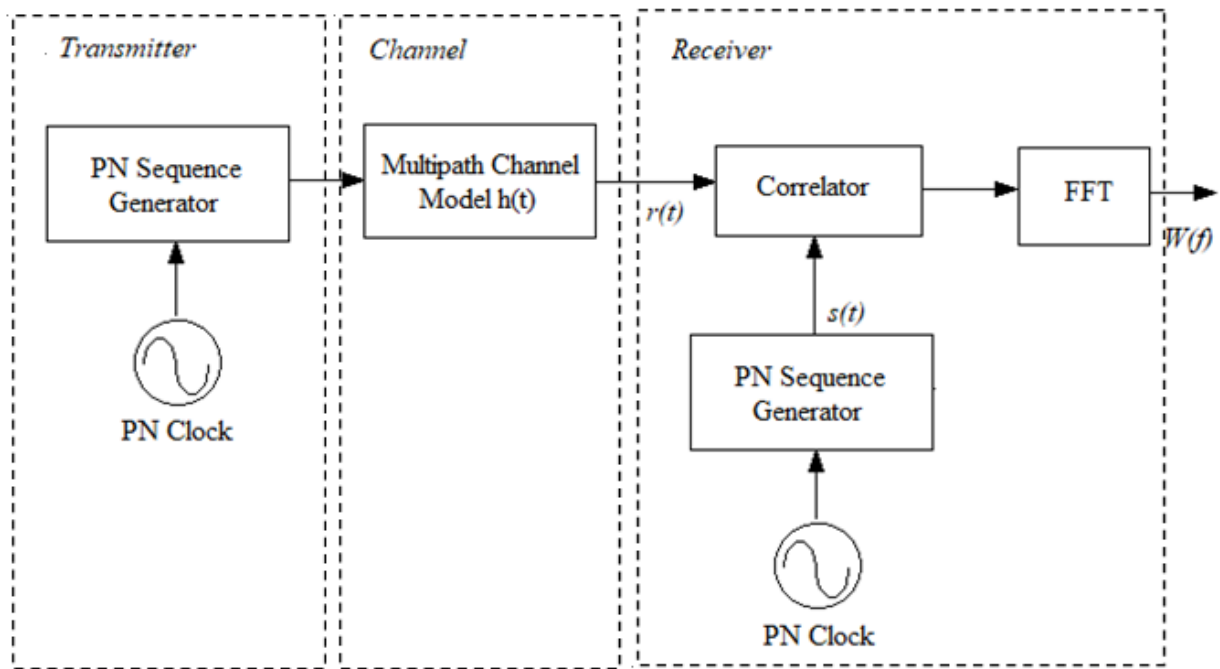 Transmitter
Channel
Receiver
PN Sequence
Generator
Multipath Channel
Model h(t)
r(t)
Correlator
FFT
W(f)
s(t)
PN Sequence
Generator
PN Clock
PN Clock